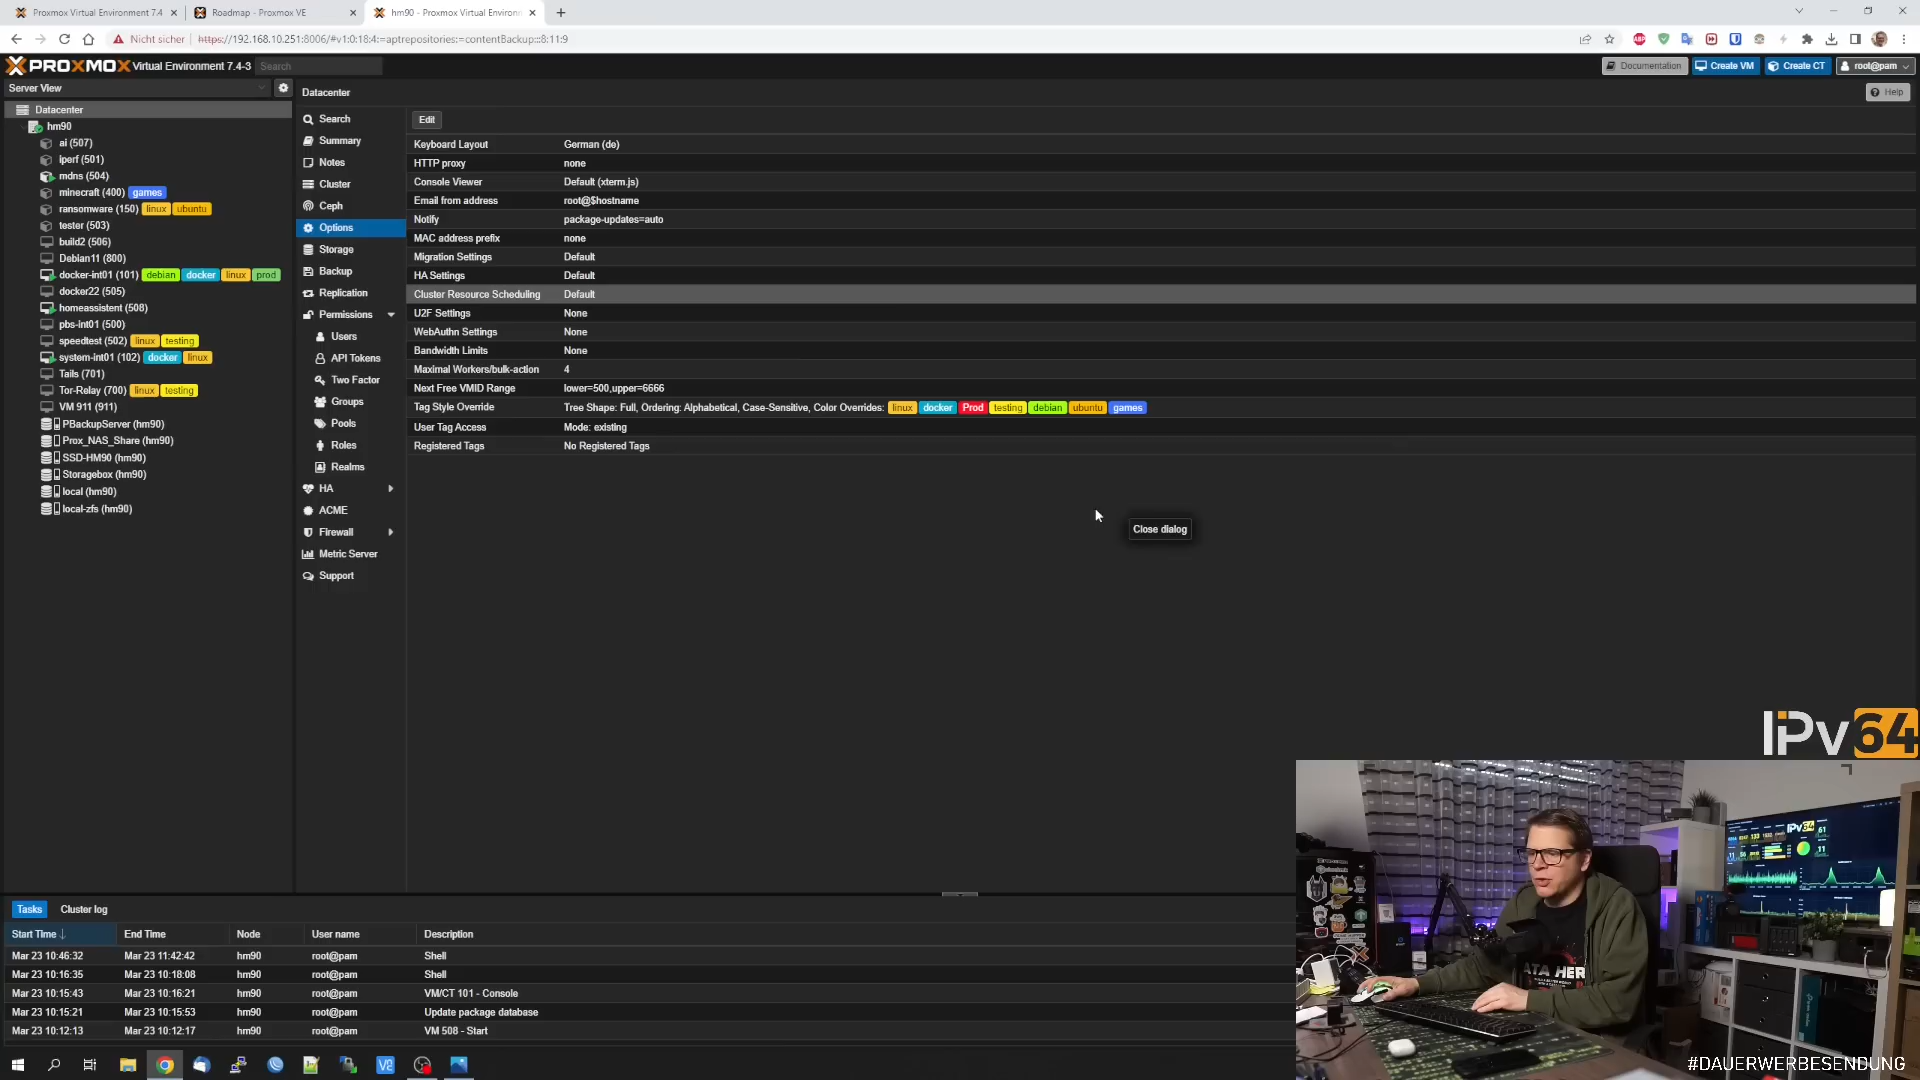 Proxmox Virtual Environment 7.4
Roadmap - Proxmox VE
hm90 - Proxmox Virtual Environm
Nicht sicher
https://192.168.10.251:8006/#v1:0:18:4:=aptrepositories:=contentBackup:::8:11:9
PROXMOX Virtual Environment 7.4-3
Search
Documentation
Create VM
Create CT
root@pam
Server View
Datacenter
Help
Datacenter
hm90
ai (507)
iperf (501)
mdns (504)
minecraft (400) games
ransomware (150) linux ubuntu
tester (503)
build2 (506)
Debian11 (800)
docker-int01 (101) debian docker linux prod
docker22 (505)
homeassistent (508)
pbs-int01 (500)
speedtest (502) linux testing
system-int01 (102) docker linux
Tails (701)
Tor-Relay (700) linux testing
VM 911 (911)
PBackupServer (hm90)
Prox_NAS_Share (hm90)
SSD-HM90 (hm90)
Storagebox (hm90)
local (hm90)
local-zfs (hm90)
Search
Summary
Notes
Cluster
Ceph
Options
Storage
Backup
Replication
Permissions
Users
API Tokens
Two Factor
Groups
Pools
Roles
Realms
HA
ACME
Firewall
Metric Server
Support
Edit
Keyboard Layout German (de)
HTTP proxy none
Console Viewer Default (xterm.js)
Email from address root@$hostname
Notify package-updates=auto
MAC address prefix none
Migration Settings Default
HA Settings Default
Cluster Resource Scheduling Default
U2F Settings None
WebAuthn Settings None
Bandwidth Limits None
Maximal Workers/bulk-action 4
Next Free VMID Range lower=500,upper=6666
Tag Style Override Tree Shape: Full, Ordering: Alphabetical, Case-Sensitive, Color Overrides: linux docker Prod testing debian ubuntu games
User Tag Access Mode: existing
Registered Tags No Registered Tags
Close dialog
IPv64
Tasks Cluster log
Start Time End Time Node User name Description
Mar 23 10:46:32 Mar 23 11:42:42 hm90 root@pam Shell
Mar 23 10:16:35 Mar 23 10:18:08 hm90 root@pam Shell
Mar 23 10:15:43 Mar 23 10:16:21 hm90 root@pam VM/CT 101 - Console
Mar 23 10:15:21 Mar 23 10:15:53 hm90 root@pam Update package database
Mar 23 10:12:13 Mar 23 10:12:17 hm90 root@pam VM 508 - Start
IPv64
ATA HER
#DAUERWERBESENDUNG